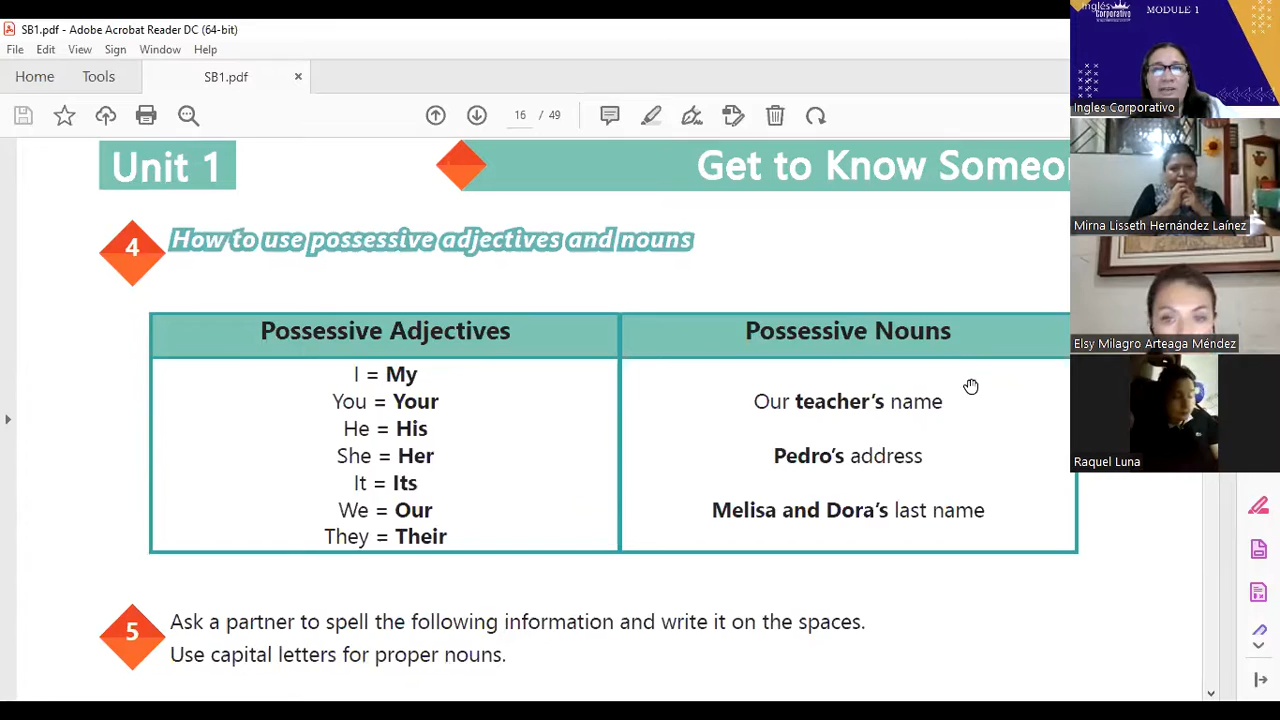 SB1.pdf - Adobe Acrobat Reader DC (64-bit)
File Edit View Sign Window Help
Home Tools SB1.pdf ×
16 / 49
Unit 1
Get to Know Someo
4 How to use possessive adjectives and nouns
Possessive Adjectives
I = My
You = Your
He = His
She = Her
It = Its
We = Our
They = Their
Possessive Nouns
Our teacher's name
Pedro's address
Melisa and Dora's last name
5 Ask a partner to spell the following information and write it on the spaces.
Use capital letters for proper nouns.
Inglés
Corporativo
MODULE 1
Ingles Corporativo
Mirna Lisseth Hernández Laínez
Elsy Milagro Arteaga Méndez
Raquel Luna